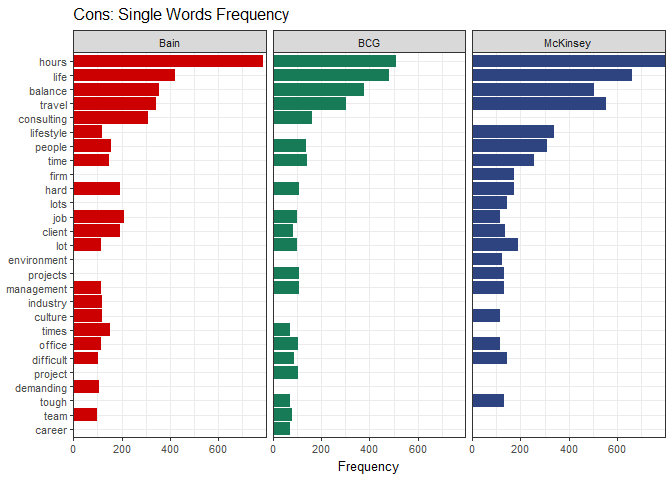 Cons: Single Words Frequency
Bain BCG McKinsey
hours
life
balance
travel
consulting
lifestyle
people
time
firm
hard
lots
job
client
lot
environment
projects
management
industry
culture
times
office
difficult
project
demanding
tough
team
career
0 200 400 600 0 200 400 600 0 200 400 600
Frequency